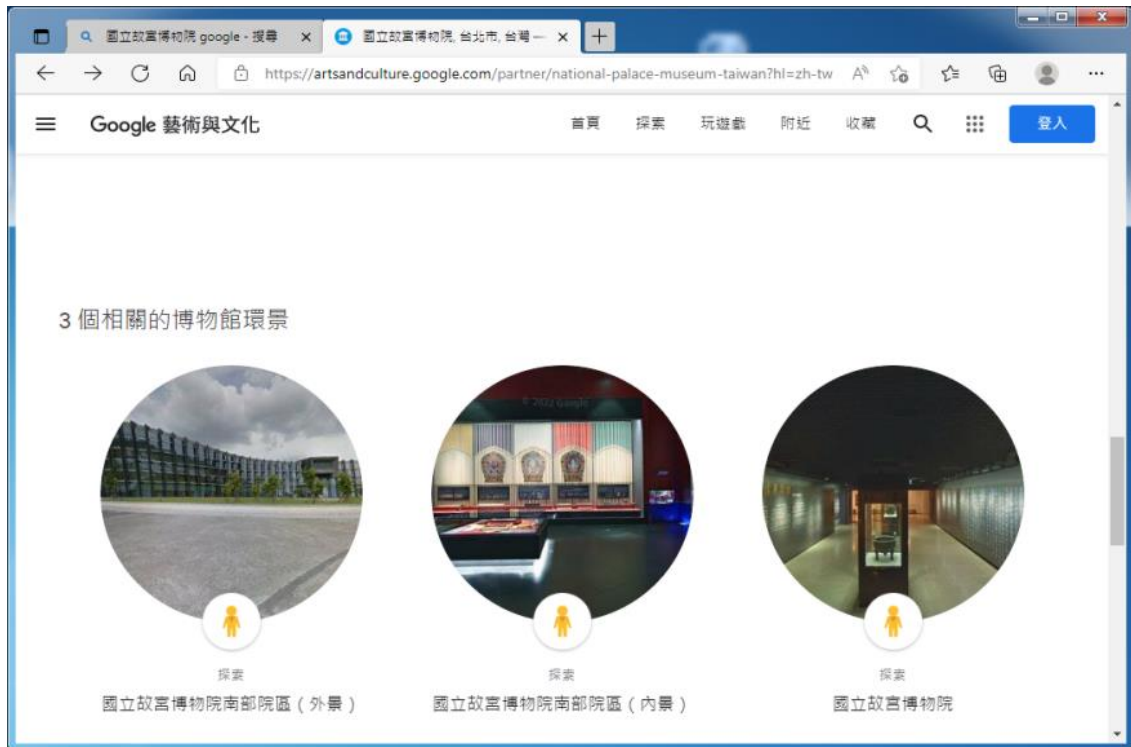 國立故宮博物院 google - 搜尋
國立故宮博物院, 台北市, 台灣 —
https://artsandculture.google.com/partner/national-palace-museum-taiwan?hl=zh-tw
Google 藝術與文化 首頁 探索 玩遊戲 附近 收藏 登入
3 個相關的博物館環景
© 2022 Google
探索 探索 探索
國立故宮博物院南部院區 ( 外景 ) 國立故宮博物院南部院區 ( 內景 ) 國立故宮博物院